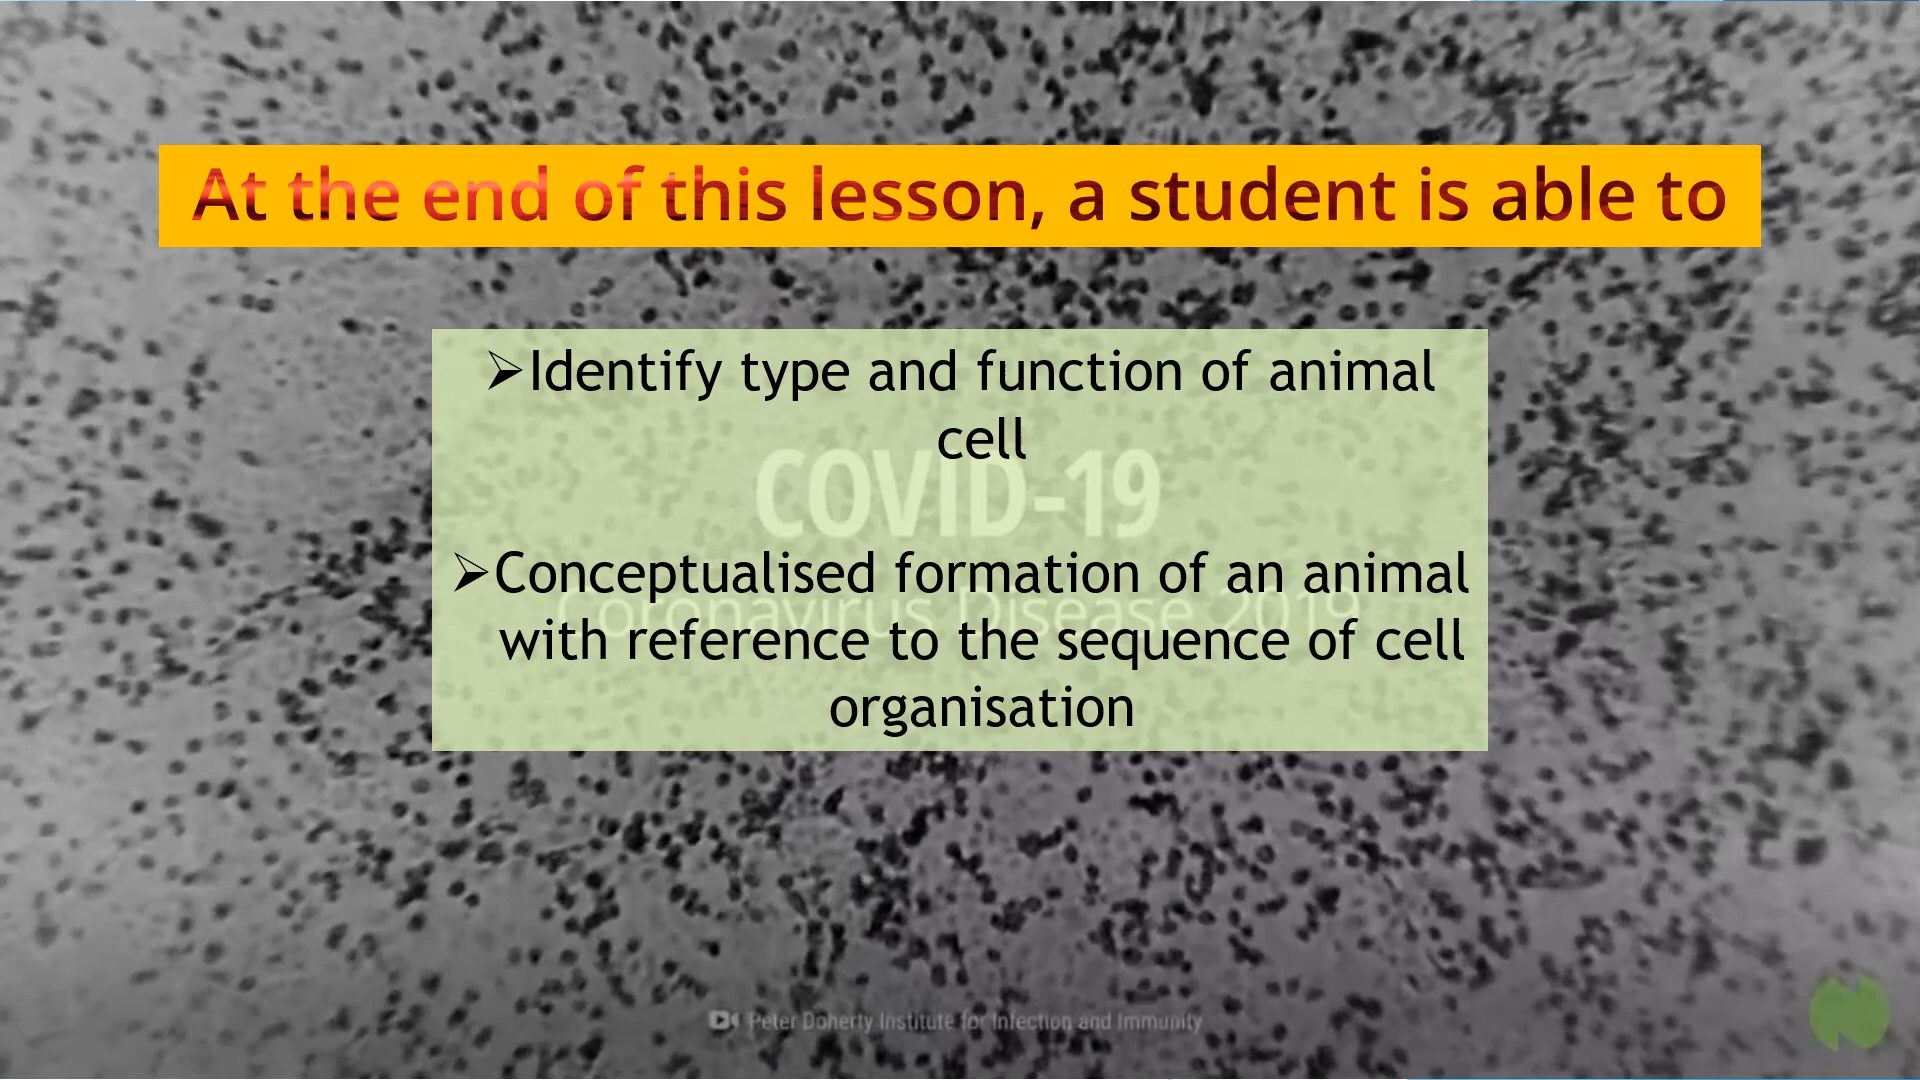 At the end of this lesson, a student is able to
➢Identify type and function of animal
cell
COVID-19
➢Conceptualised formation of an animal
Coronavirus Disease 2019
with reference to the sequence of cell
organisation
Peter Doherty Institute for Infection and Immunity